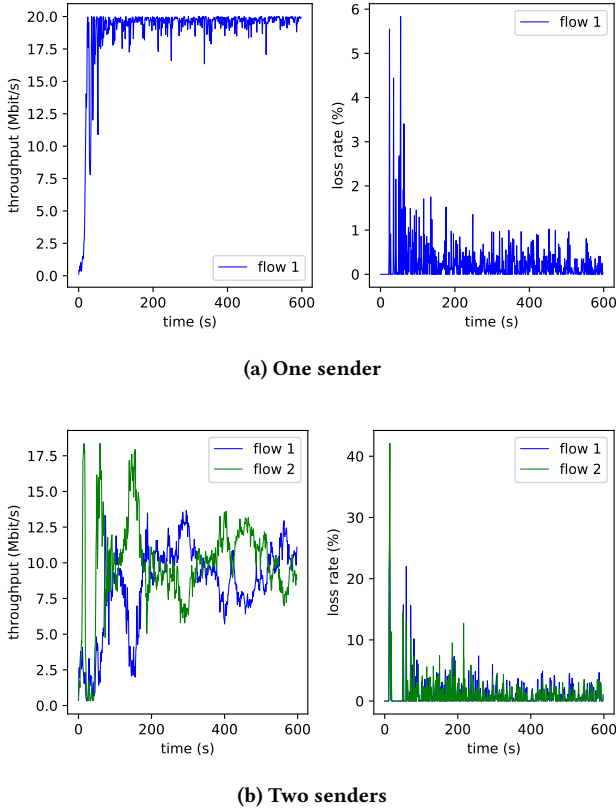 20.0
17.5
15.0
12.5
10.0
7.5
5.0
2.5
0.0
throughput (Mbit/s)
0 200 400 600
time (s)
flow 1
6
5
4
3
2
1
0
loss rate (%)
0 200 400 600
time (s)
flow 1
(a) One sender
17.5
15.0
12.5
10.0
7.5
5.0
2.5
0.0
throughput (Mbit/s)
0 200 400 600
time (s)
flow 1
flow 2
40
30
20
10
0
loss rate (%)
0 200 400 600
time (s)
flow 1
flow 2
(b) Two senders